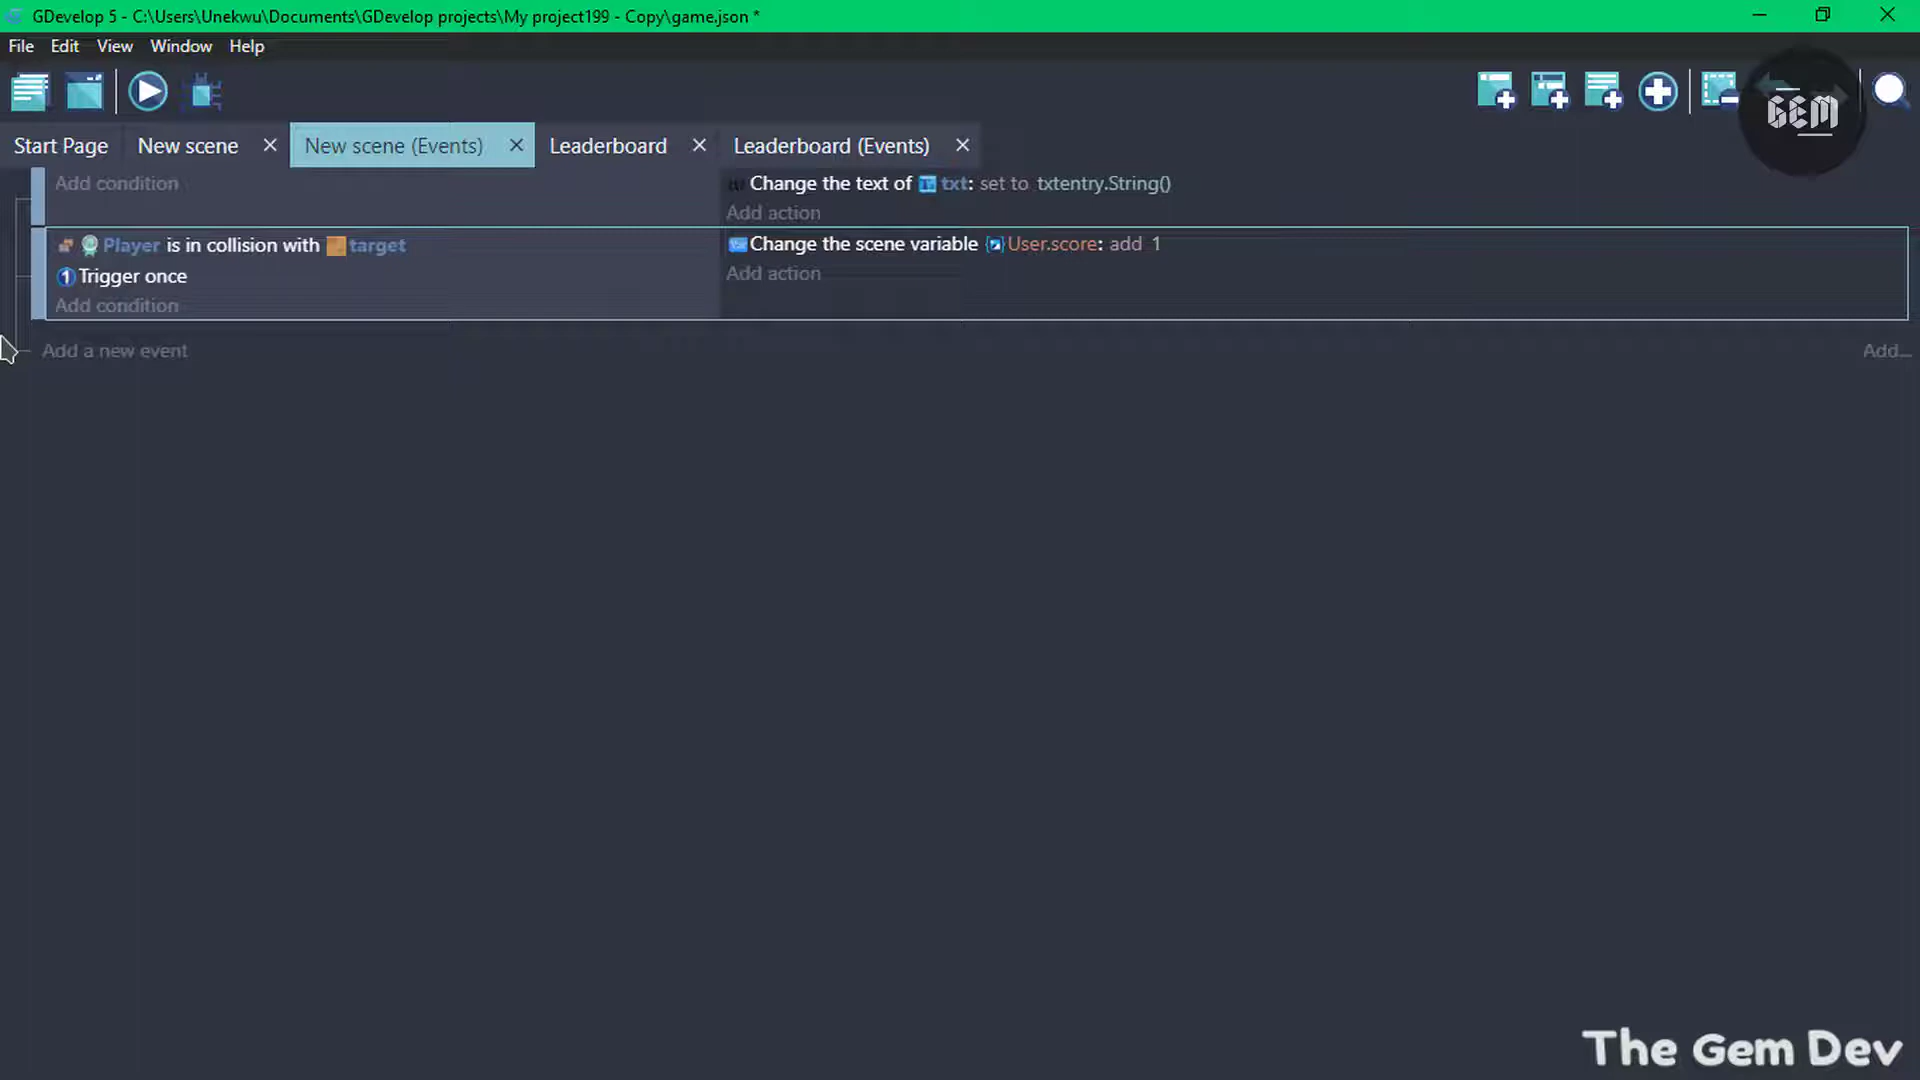 GDevelop 5 - C:\Users\Unekwu\Documents\GDevelop projects\My project199 - Copy\game.json *
File Edit View Window Help
GEM
Start Page New scene New scene (Events) Leaderboard Leaderboard (Events)
Add condition
Change the text of txt: set to txtentry.String()
Add action
Player is in collision with target
Trigger once
Add condition
Change the scene variable User.score: add 1
Add action
Add a new event
Add...
The Gem Dev